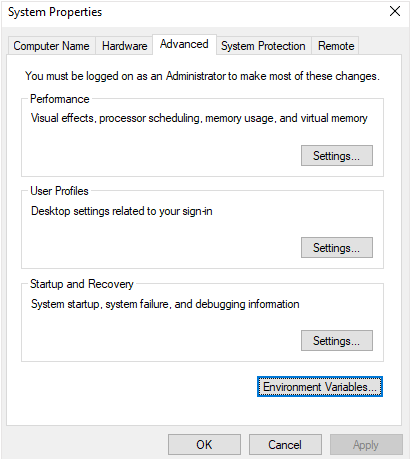 System Properties
Computer Name Hardware Advanced System Protection Remote
You must be logged on as an Administrator to make most of these changes.
Performance
Visual effects, processor scheduling, memory usage, and virtual memory
Settings...
User Profiles
Desktop settings related to your sign-in
Settings...
Startup and Recovery
System startup, system failure, and debugging information
Settings...
Environment Variables...
OK Cancel Apply